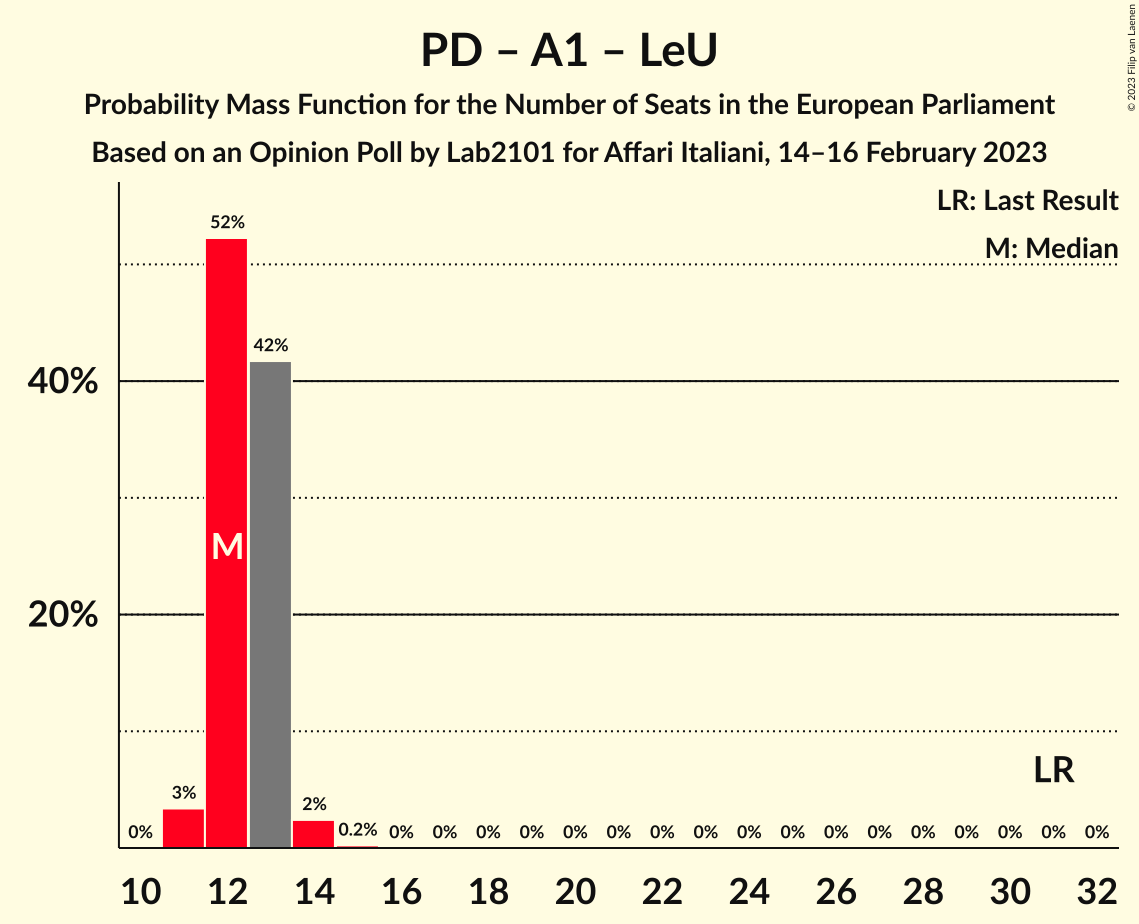 PD – A1 – LeU
Probability Mass Function for the Number of Seats in the European Parliament
Based on an Opinion Poll by Lab2101 for Affari Italiani, 14–16 February 2023
© 2023 Filip van Laenen
LR: Last Result
M: Median
52%
42%
40%
M
20%
LR
3%
2%
0% 0.2% 0% 0% 0% 0% 0% 0% 0% 0% 0% 0% 0% 0% 0% 0% 0% 0% 0%
10 12 14 16 18 20 22 24 26 28 30 32